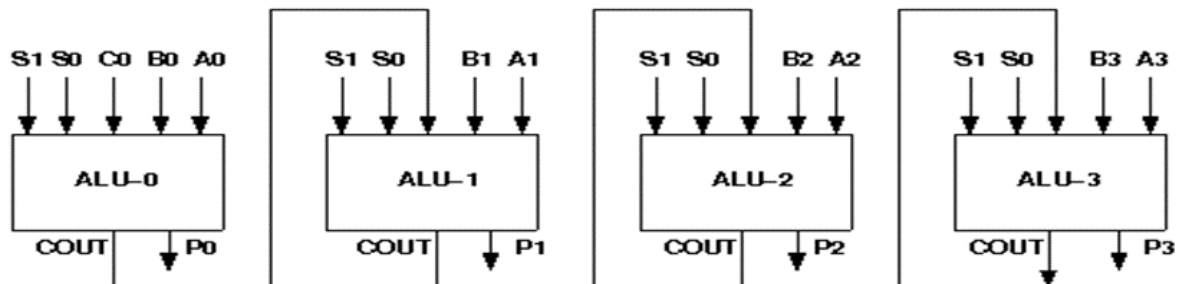 S1 S0 C0 B0 A0 S1 S0 B1 A1 S1 S0 B2 A2 S1 S0 B3 A3
ALU-0 ALU-1 ALU-2 ALU-3
COUT P0 COUT P1 COUT P2 COUT P3